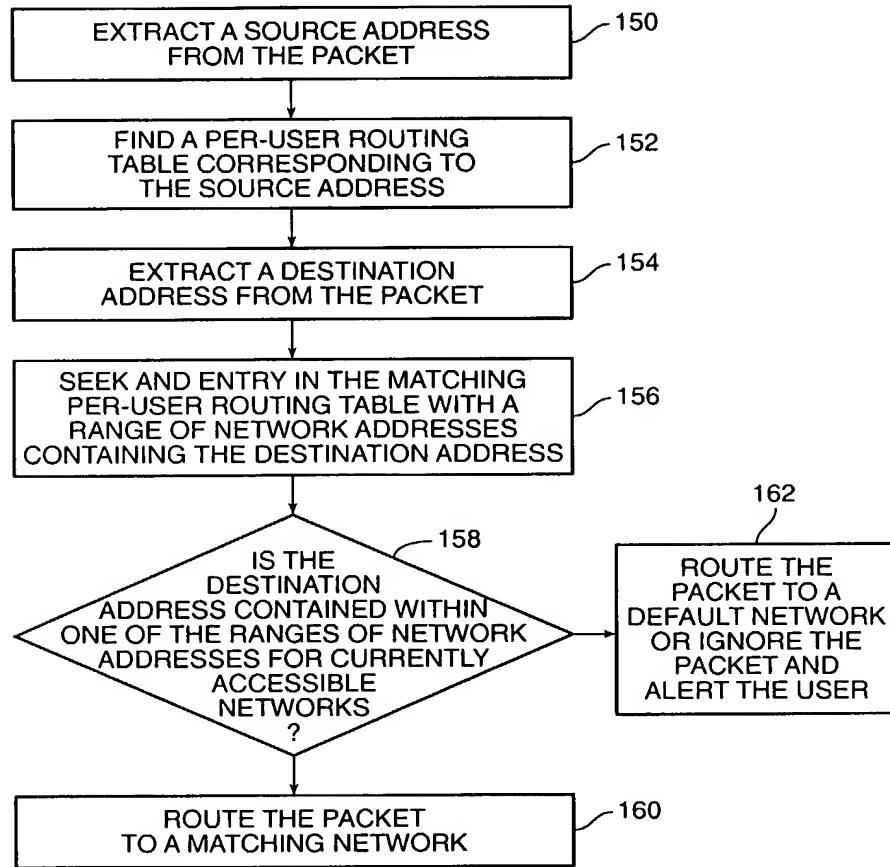 EXTRACT A SOURCE ADDRESS
FROM THE PACKET
150
FIND A PER-USER ROUTING
TABLE CORRESPONDING TO
THE SOURCE ADDRESS
152
EXTRACT A DESTINATION
ADDRESS FROM THE PACKET
154
SEEK AND ENTRY IN THE MATCHING
PER-USER ROUTING TABLE WITH A
RANGE OF NETWORK ADDRESSES
CONTAINING THE DESTINATION ADDRESS
156
158
IS THE
DESTINATION
ADDRESS CONTAINED WITHIN
ONE OF THE RANGES OF NETWORK
ADDRESSES FOR CURRENTLY
ACCESSIBLE
NETWORKS
?
162
ROUTE THE
PACKET TO A
DEFAULT NETWORK
OR IGNORE THE
PACKET AND
ALERT THE USER
ROUTE THE PACKET
TO A MATCHING NETWORK
160